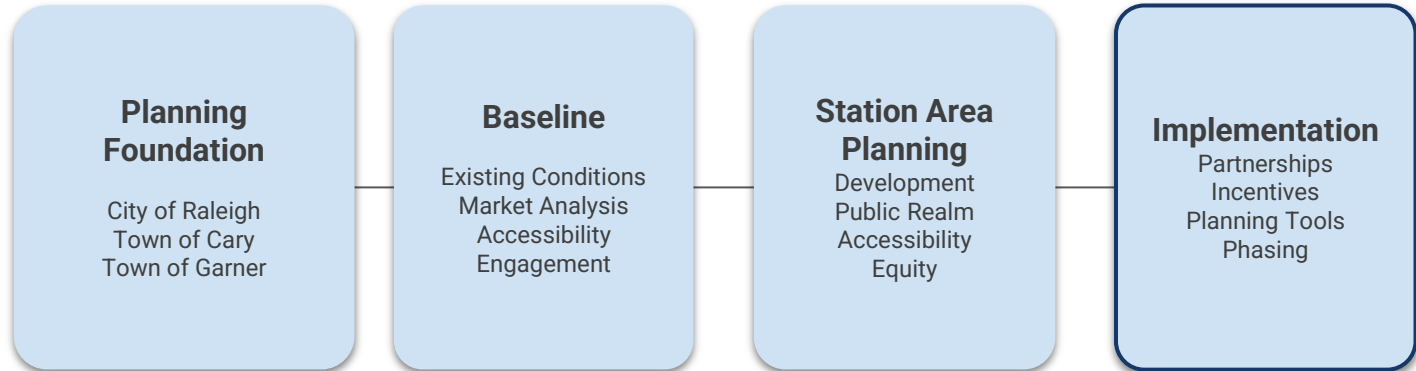 Planning
Foundation
City of Raleigh
Town of Cary
Town of Garner
Baseline
Existing Conditions
Market Analysis
Accessibility
Engagement
Station Area
Planning
Development
Public Realm
Accessibility
Equity
Implementation
Partnerships
Incentives
Planning Tools
Phasing